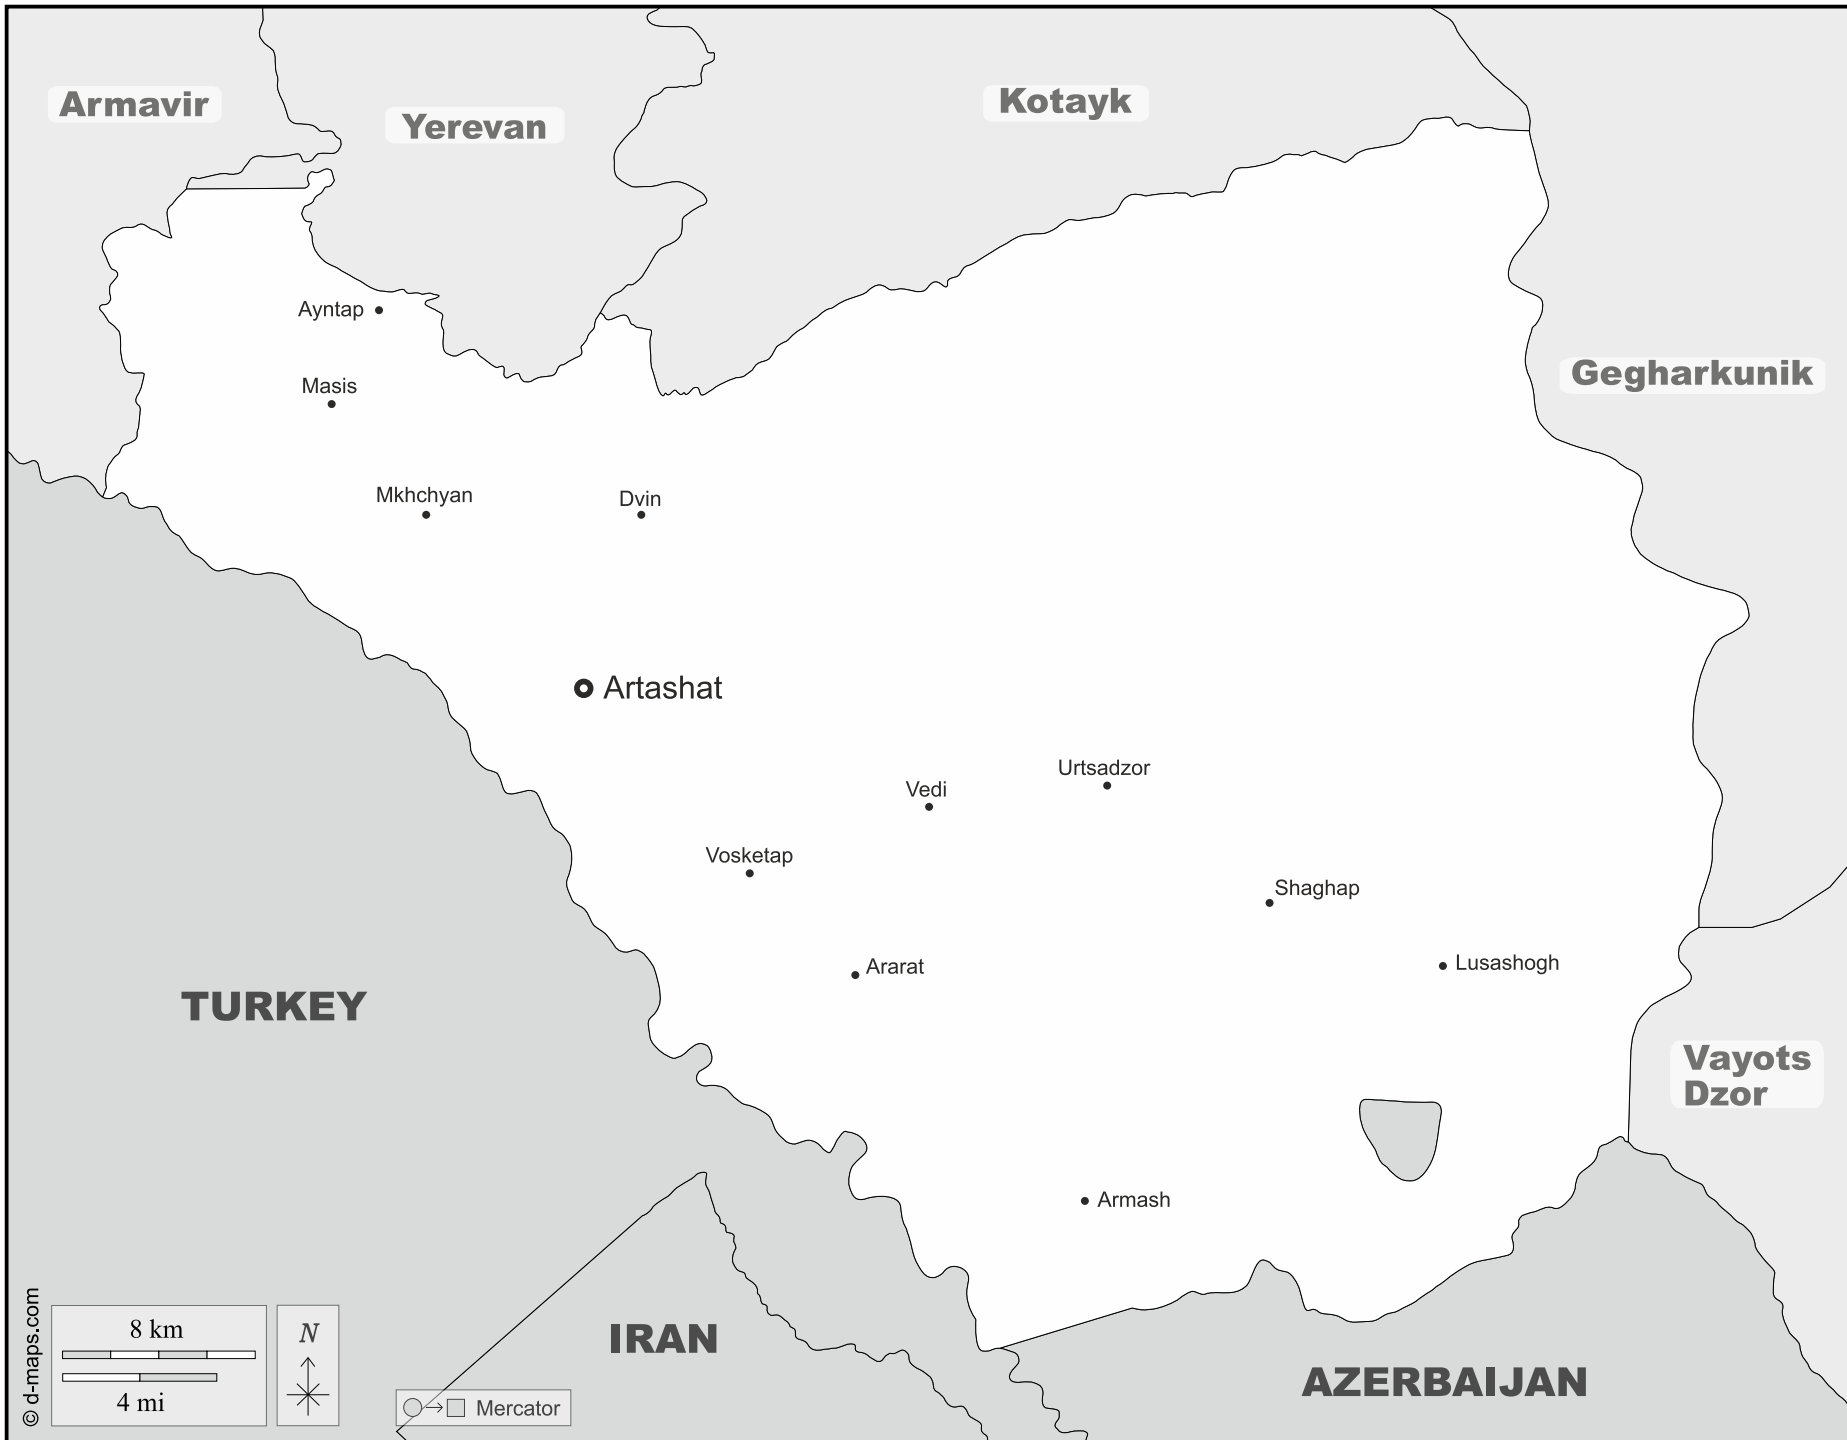 Armavir
Yerevan
Kotayk
Ayntap
Masis
Gegharkunik
Mkhchyan
Dvin
Artashat
Urtsadzor
Vedi
Vosketap
Shaghap
Ararat
Lusashogh
TURKEY
Vayots
Dzor
Armash
IRAN
AZERBAIJAN
8 km
4 mi
N
Mercator
© d-maps.com